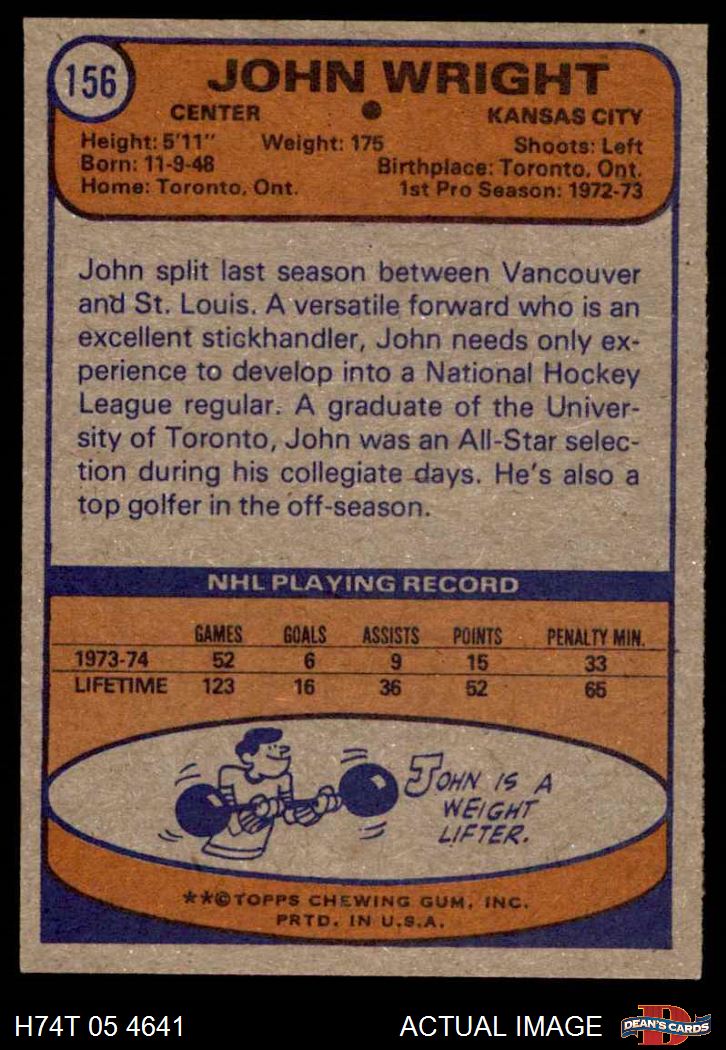 156
JOHN WRIGHT
CENTER
KANSAS CITY
Height: 5'11" Weight: 175 Shoots: Left
Born: 11-9-48 Birthplace: Toronto, Ont.
Home: Toronto, Ont. 1st Pro Season: 1972-73
John split last season between Vancouver
and St. Louis. A versatile forward who is an
excellent stickhandler, John needs only ex-
perience to develop into a National Hockey
League regular. A graduate of the Univer-
sity of Toronto, John was an All-Star selec-
tion during his collegiate days. He's also a
top golfer in the off-season.
NHL PLAYING RECORD
GAMES GOALS ASSISTS POINTS PENALTY MIN.
1973-74 52 6 9 15 33
LIFETIME 123 16 36 52 65
JOHN IS A
WEIGHT
LIFTER.
**©TOPPS CHEWING GUM, INC.
PRTD. IN U.S.A.
H74T 05 4641 ACTUAL IMAGE
D
DEAN'S CARDS